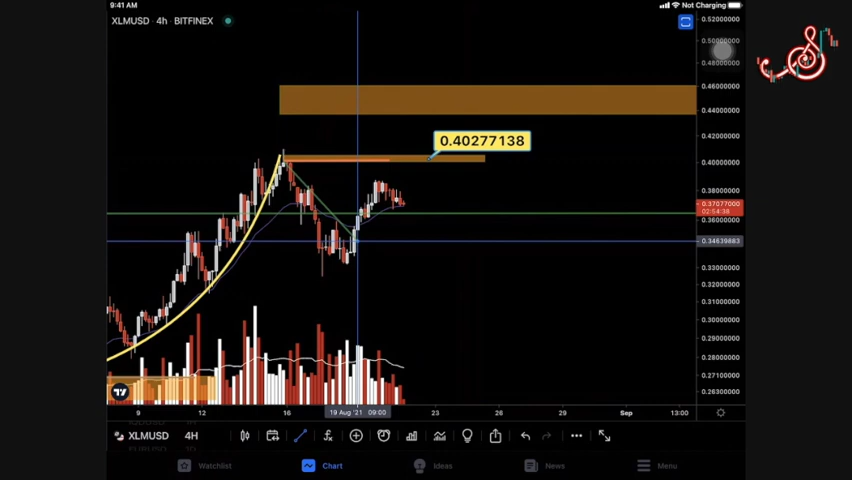 9:41 AM
Not Charging
XLMUSD · 4h · BITFINEX
0.52000000
0.50000000
0.48000000
0.46000000
0.44000000
0.42000000
0.40277138
0.40000000
0.38000000
0.37077000
02:54:38
0.36000000
0.34639883
0.33000000
0.32000000
0.31000000
0.30000000
0.29000000
0.28000000
0.27100000
0.26300000
9
12
16
19 Aug '21
09:00
23
26
29
Sep
13:00
XLMUSD
4H
Watchlist
Chart
Ideas
News
Menu